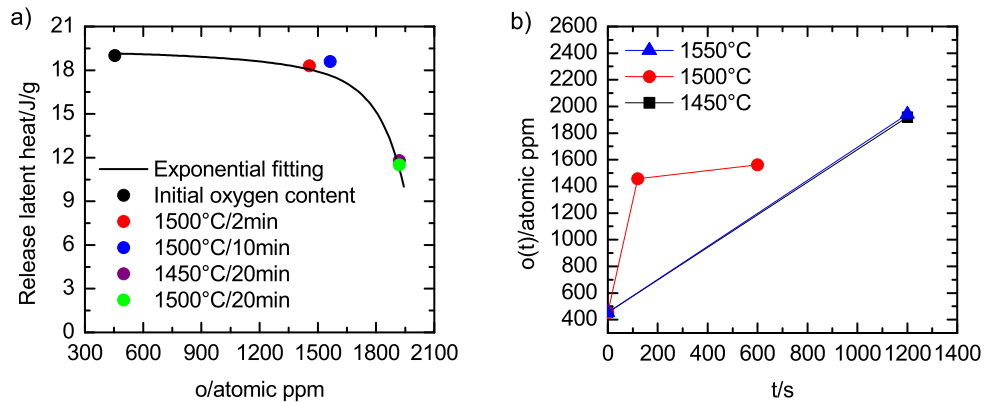 a)
Release latent heat/J/g
21
18
15
12
9
6
3
0
Exponential fitting
Initial oxygen content
1500°C/2min
1500°C/10min
1450°C/20min
1500°C/20min
300 600 900 1200 1500 1800 2100
o/atomic ppm
b)
o(t)/atomic ppm
2600
2400
2200
2000
1800
1600
1400
1200
1000
800
600
400
1550°C
1500°C
1450°C
0 200 400 600 800 1000 1200 1400
t/s